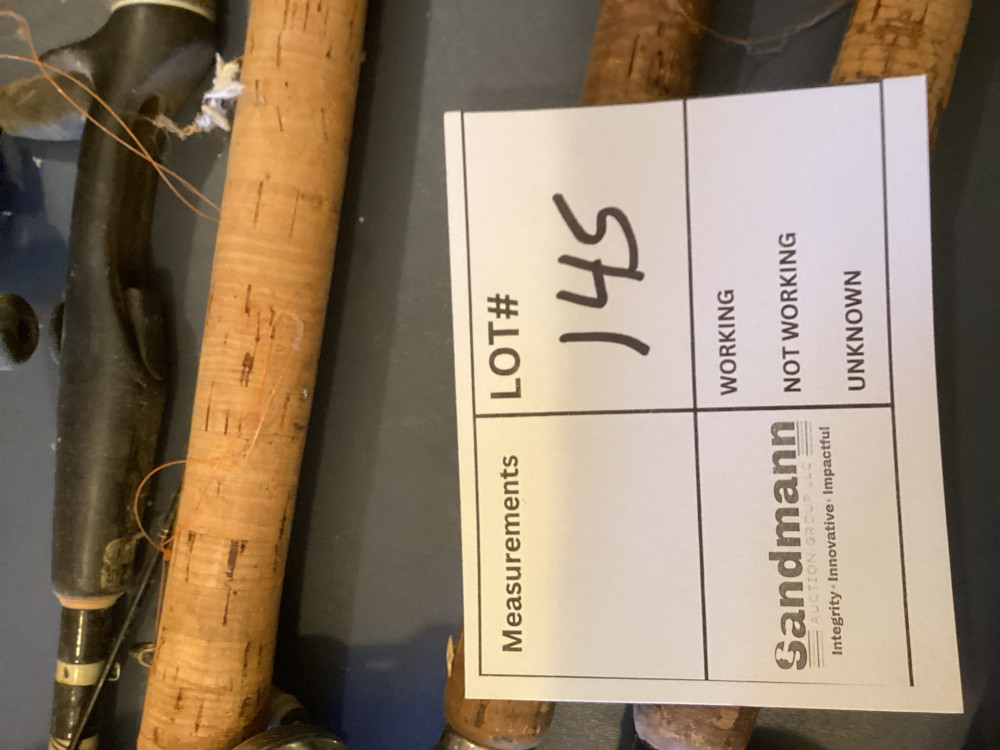 Measurements
LOT#
145
Sandmann
AUCTION GROUP LLC
Integrity · Innovative · Impactful
WORKING
NOT WORKING
UNKNOWN